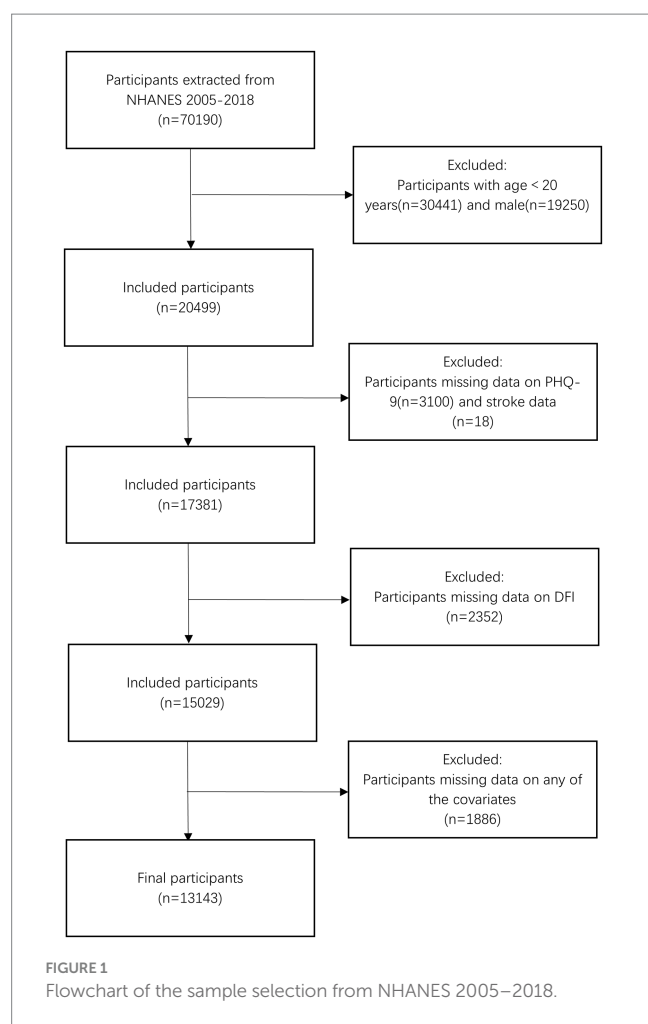 Participants extracted from
NHANES 2005-2018
(n=70190)
Excluded:
Participants with age < 20
years(n=30441) and male(n=19250)
Included participants
(n=20499)
Excluded:
Participants missing data on PHQ-
9(n=3100) and stroke data
(n=18)
Included participants
(n=17381)
Excluded:
Participants missing data on DFI
(n=2352)
Included participants
(n=15029)
Excluded:
Participants missing data on any of
the covariates
(n=1886)
Final participants
(n=13143)
FIGURE 1
Flowchart of the sample selection from NHANES 2005–2018.